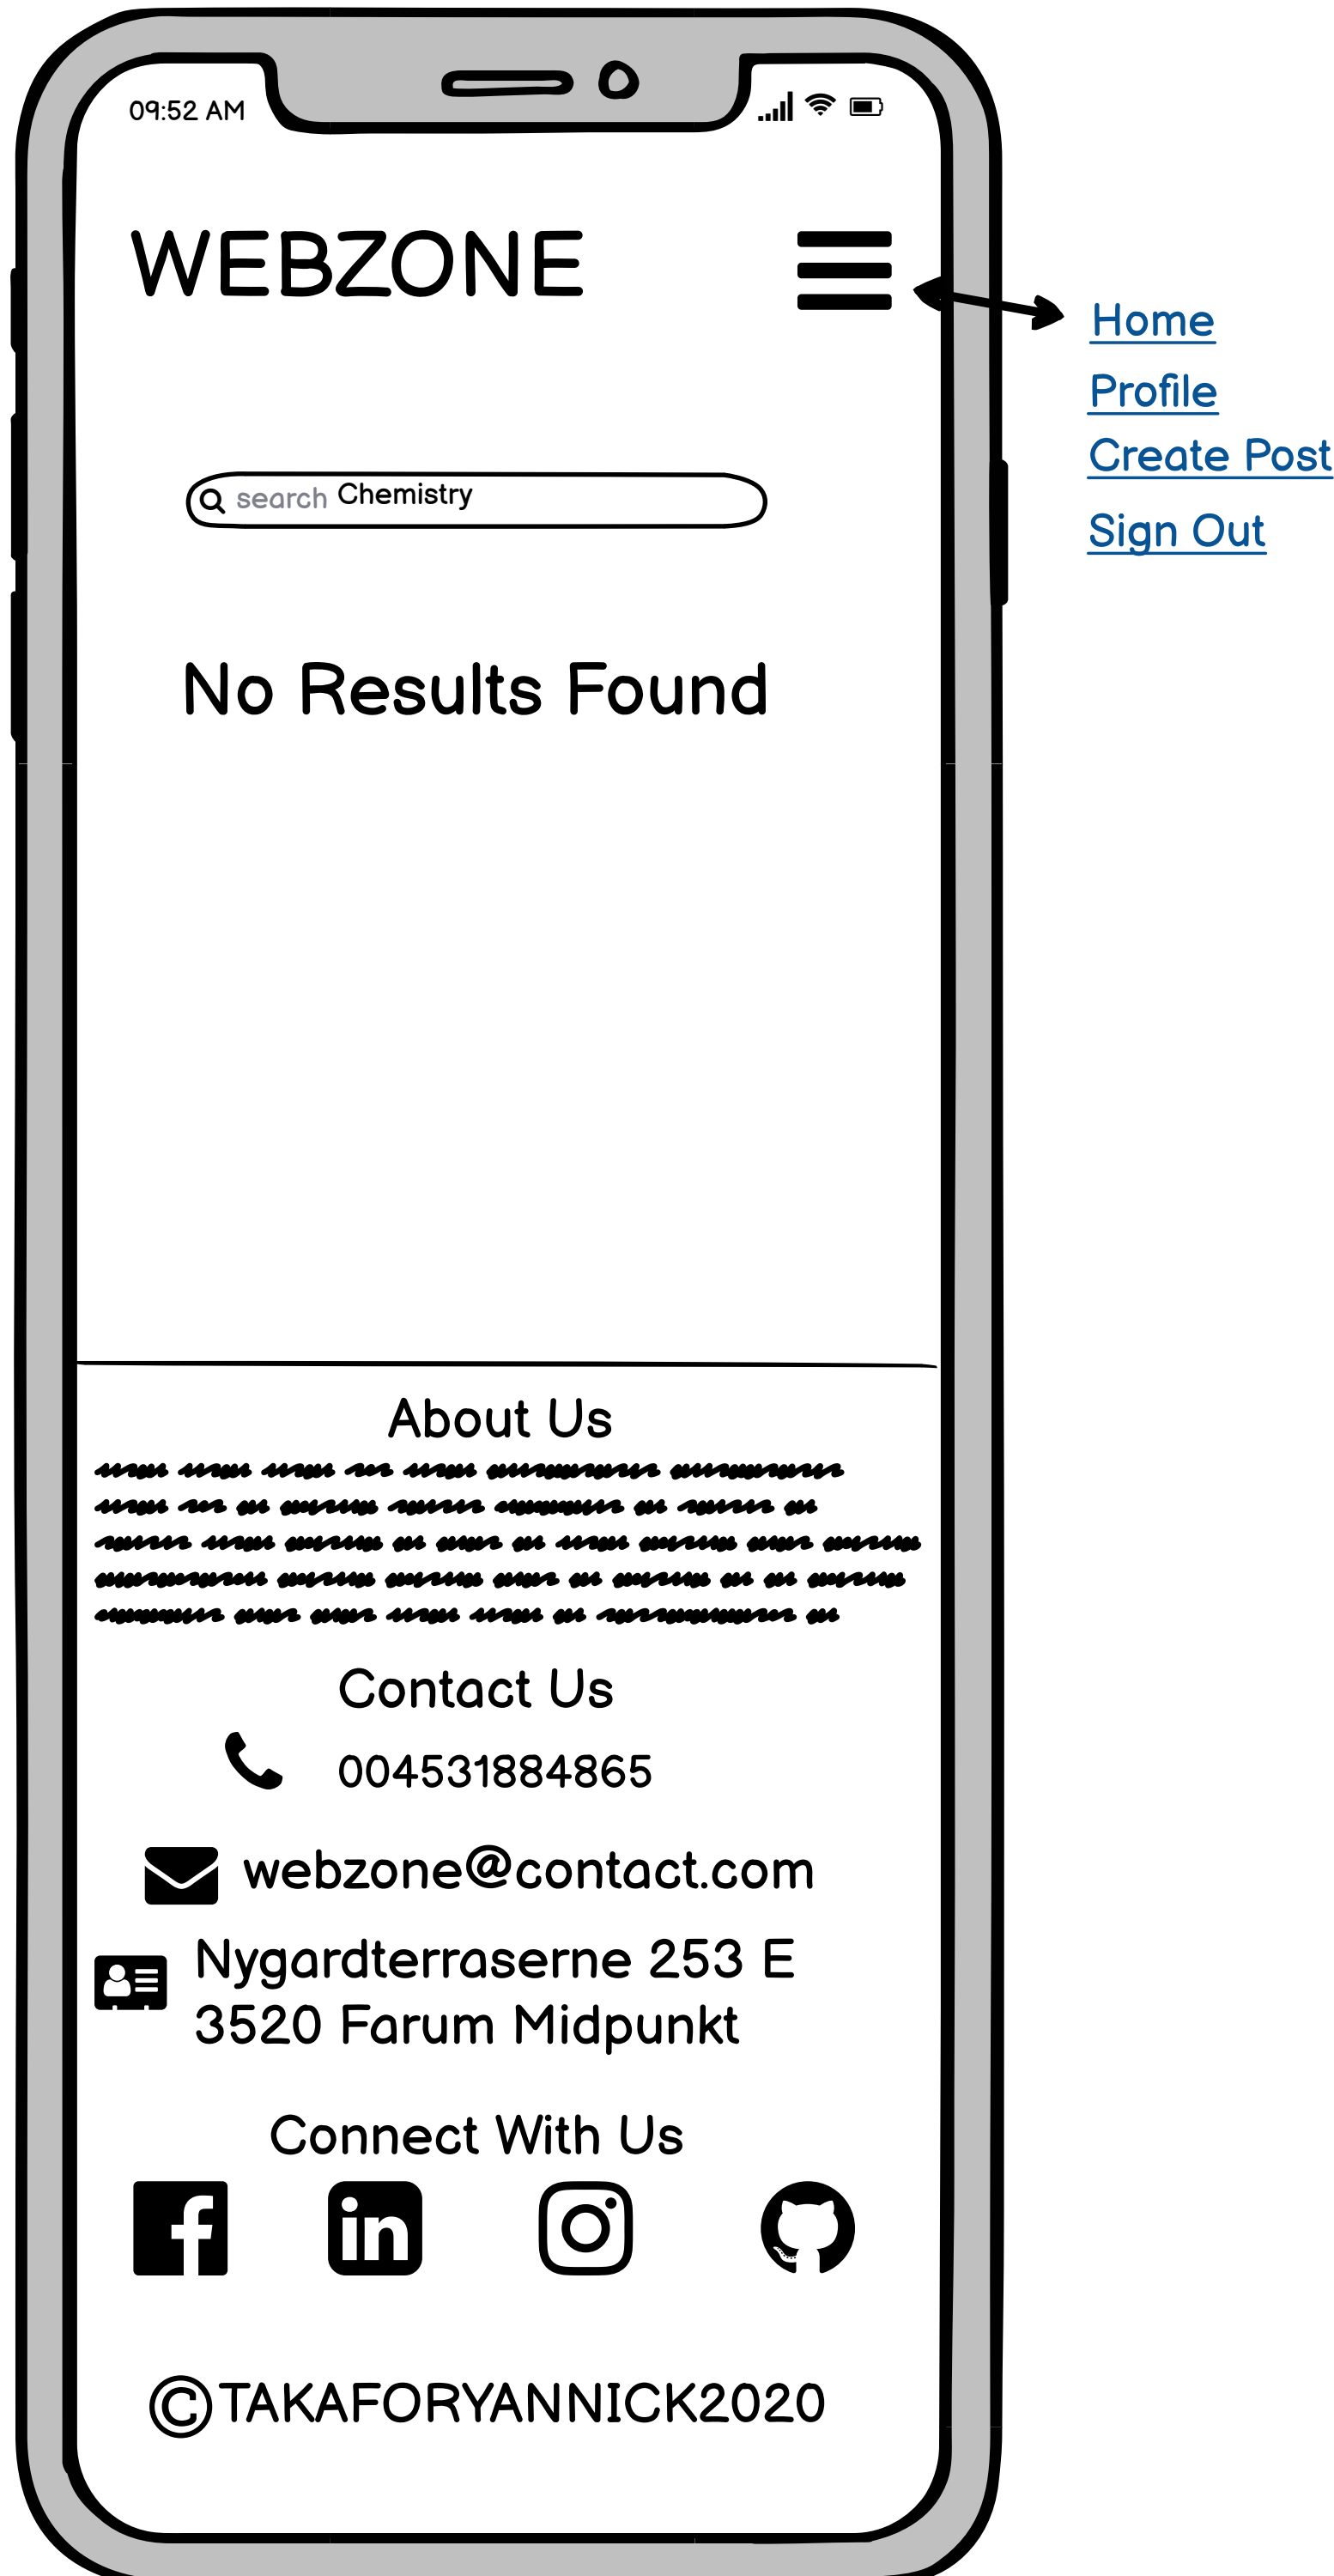 09:52 AM
WEBZONE
Home
Profile
Create Post
Sign Out
search Chemistry
No Results Found
About Us
Contact Us
004531884865
webzone@contact.com
Nygardterraserne 253 E
3520 Farum Midpunkt
Connect With Us
©TAKAFORYANNICK2020